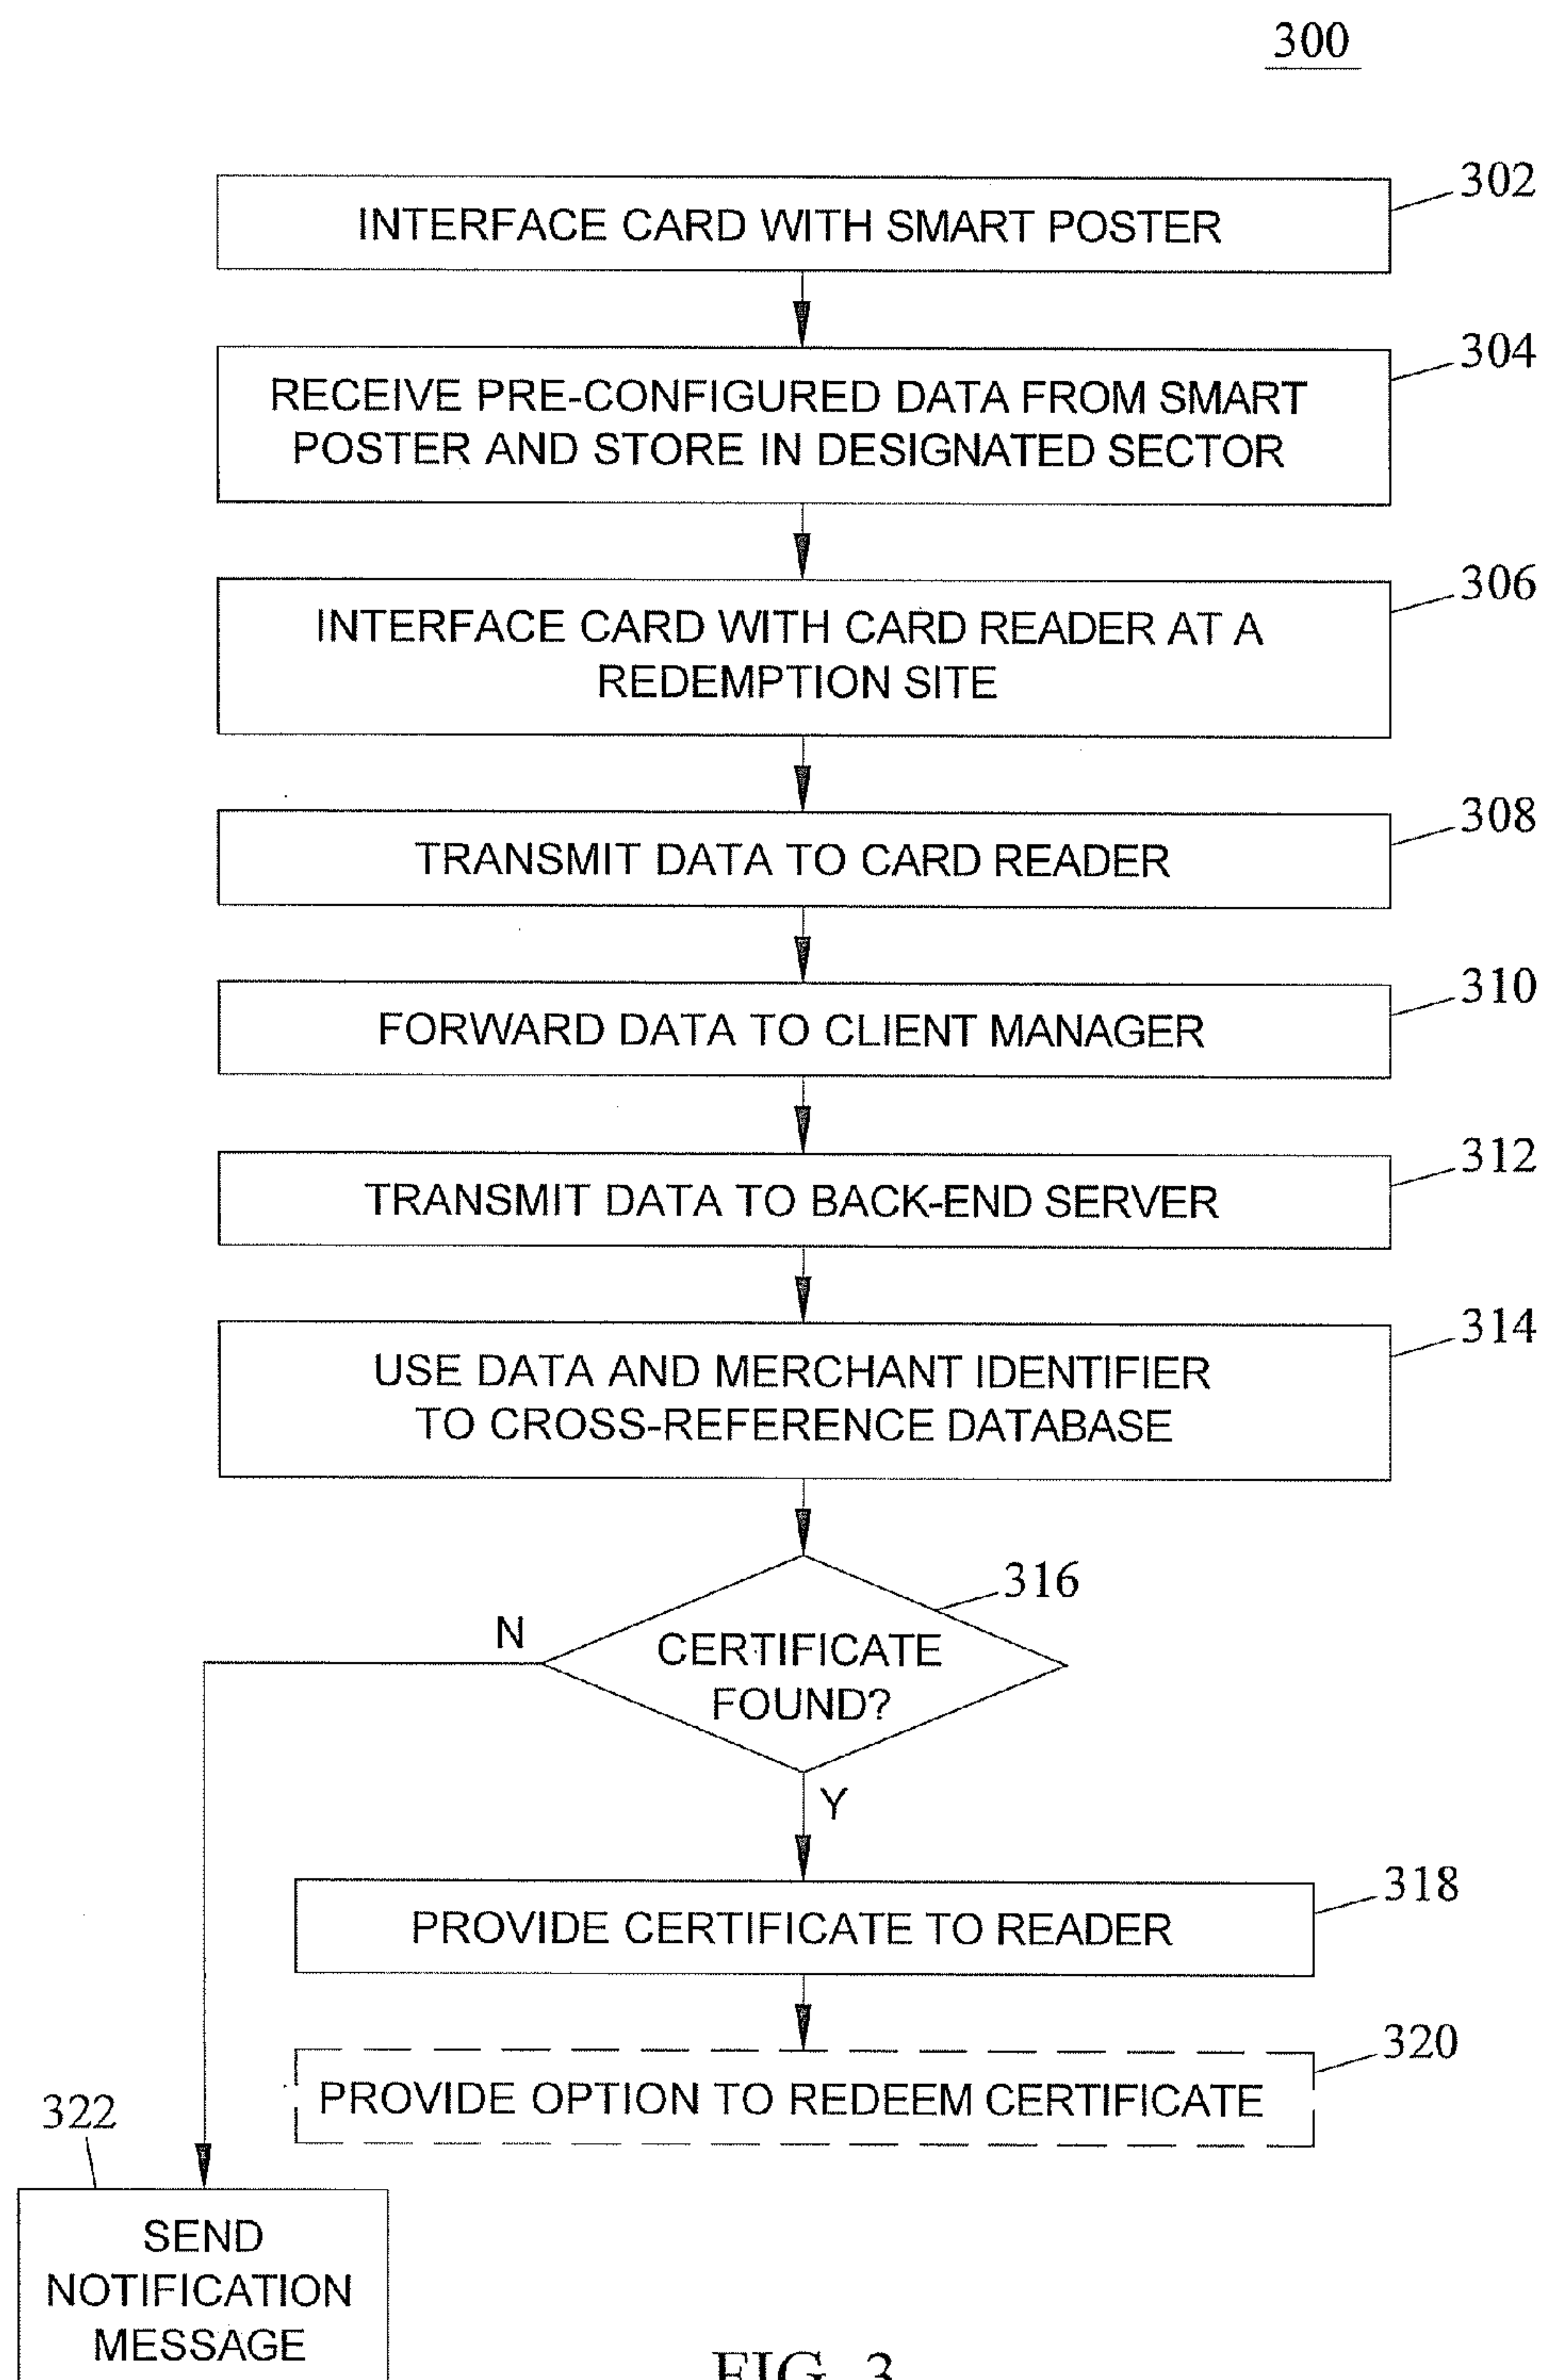 300
302
INTERFACE CARD WITH SMART POSTER
304
RECEIVE PRE-CONFIGURED DATA FROM SMART
POSTER AND STORE IN DESIGNATED SECTOR
306
INTERFACE CARD WITH CARD READER AT A
REDEMPTION SITE
308
TRANSMIT DATA TO CARD READER
310
FORWARD DATA TO CLIENT MANAGER
312
TRANSMIT DATA TO BACK-END SERVER
314
USE DATA AND MERCHANT IDENTIFIER
TO CROSS-REFERENCE DATABASE
316
N
CERTIFICATE
FOUND?
Y
318
PROVIDE CERTIFICATE TO READER
320
PROVIDE OPTION TO REDEEM CERTIFICATE
322
SEND
NOTIFICATION
MESSAGE
FIG. 3